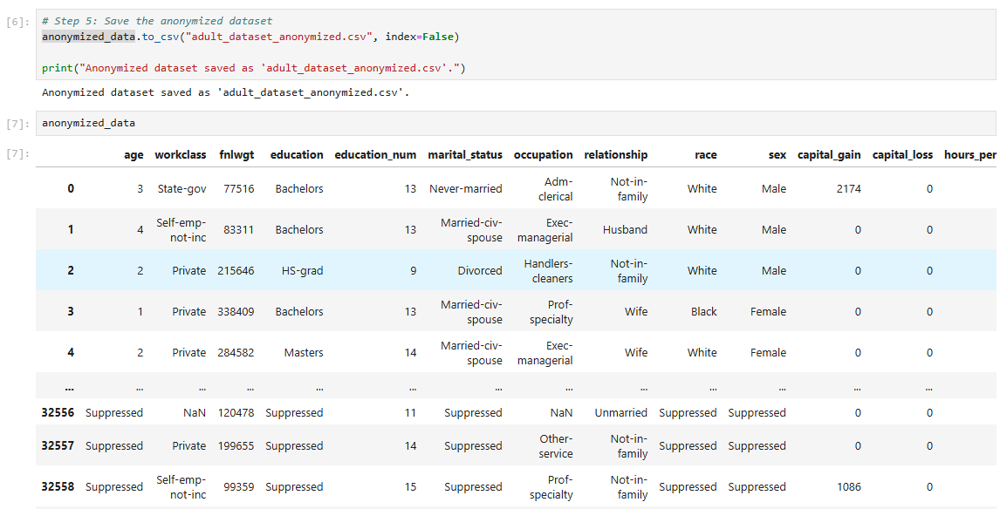 [6]: # Step 5: Save the anonymized dataset
anonymized_data.to_csv("adult_dataset_anonymized.csv", index=False)
print("Anonymized dataset saved as 'adult_dataset_anonymized.csv'.")
Anonymized dataset saved as 'adult_dataset_anonymized.csv'.
[7]: anonymized_data
[7]:
age workclass fnlwgt education education_num marital_status occupation relationship race sex capital_gain capital_loss hours_per
0 3 State-gov 77516 Bachelors 13 Never-married Adm-clerical Not-in-family White Male 2174 0
1 4 Self-emp-not-inc 83311 Bachelors 13 Married-civ-spouse Exec-managerial Husband White Male 0 0
2 2 Private 215646 HS-grad 9 Divorced Handlers-cleaners Not-in-family White Male 0 0
3 1 Private 338409 Bachelors 13 Married-civ-spouse Prof-specialty Wife Black Female 0 0
4 2 Private 284582 Masters 14 Married-civ-spouse Exec-managerial Wife White Female 0 0
... ... ... ... ... ... ... ... ... ... ... ... ...
32556 Suppressed NaN 120478 Suppressed 11 Suppressed NaN Unmarried Suppressed Suppressed 0 0
32557 Suppressed Private 199655 Suppressed 14 Suppressed Other-service Not-in-family Suppressed Suppressed 0 0
32558 Suppressed Self-emp-not-inc 99359 Suppressed 15 Suppressed Prof-specialty Not-in-family Suppressed Suppressed 1086 0